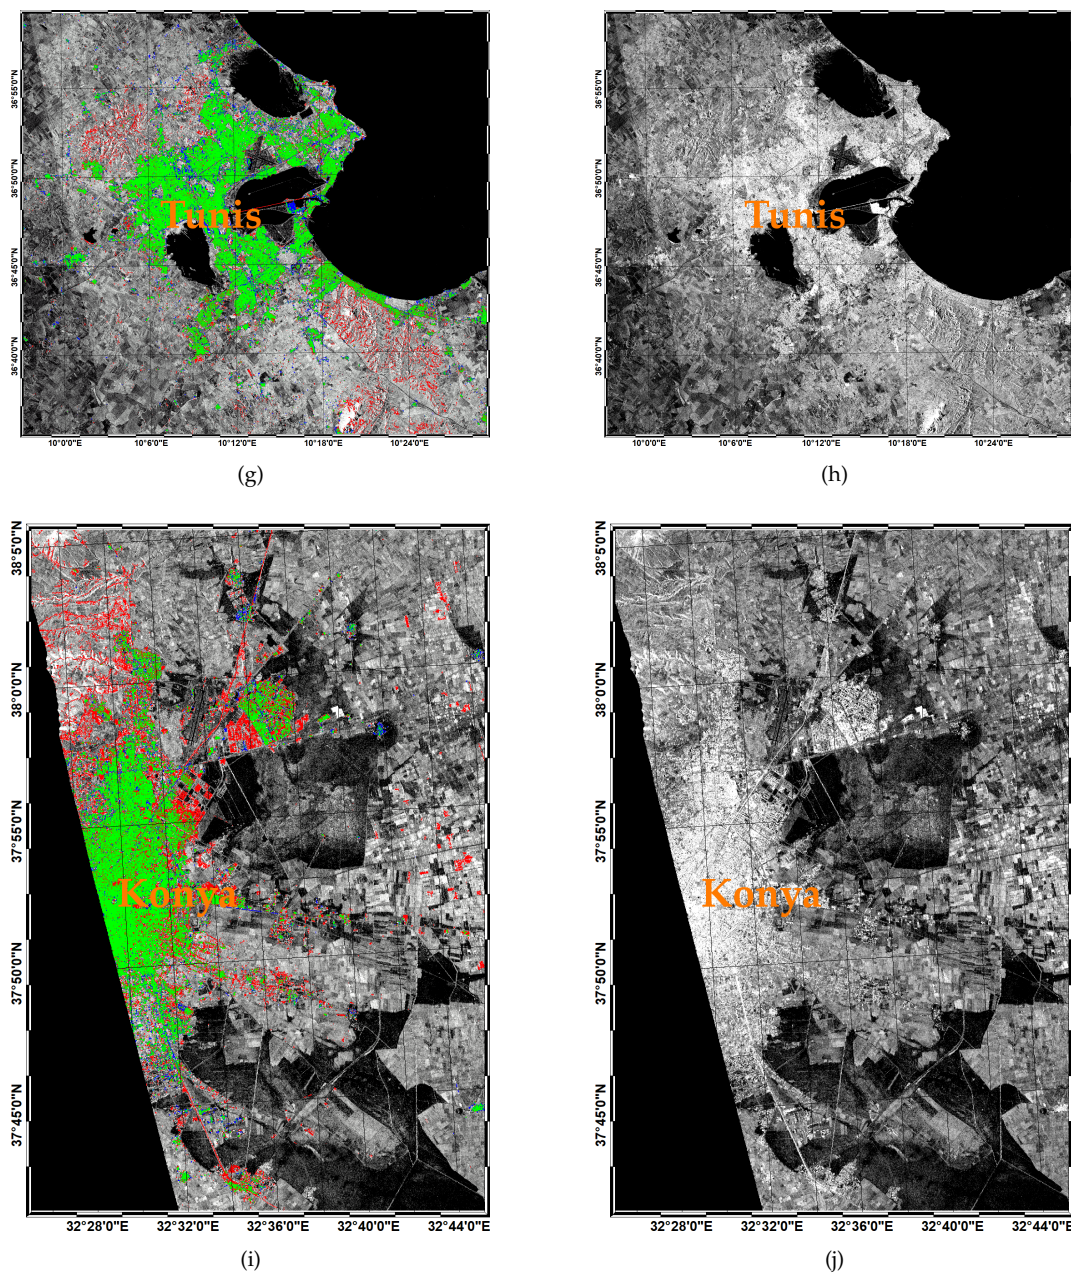 36°55'0"N
36°50'0"N
36°45'0"N
36°40'0"N
Tunis
10°0'0"E 10°6'0"E 10°12'0"E 10°18'0"E 10°24'0"E
(g)
36°55'0"N
36°50'0"N
36°45'0"N
36°40'0"N
Tunis
10°0'0"E 10°6'0"E 10°12'0"E 10°18'0"E 10°24'0"E
(h)
38°5'0"N
38°0'0"N
37°55'0"N
37°50'0"N
37°45'0"N
Konya
32°28'0"E 32°32'0"E 32°36'0"E 32°40'0"E 32°44'0"E
(i)
38°5'0"N
38°0'0"N
37°55'0"N
37°50'0"N
37°45'0"N
Konya
32°28'0"E 32°32'0"E 32°36'0"E 32°40'0"E 32°44'0"E
(j)